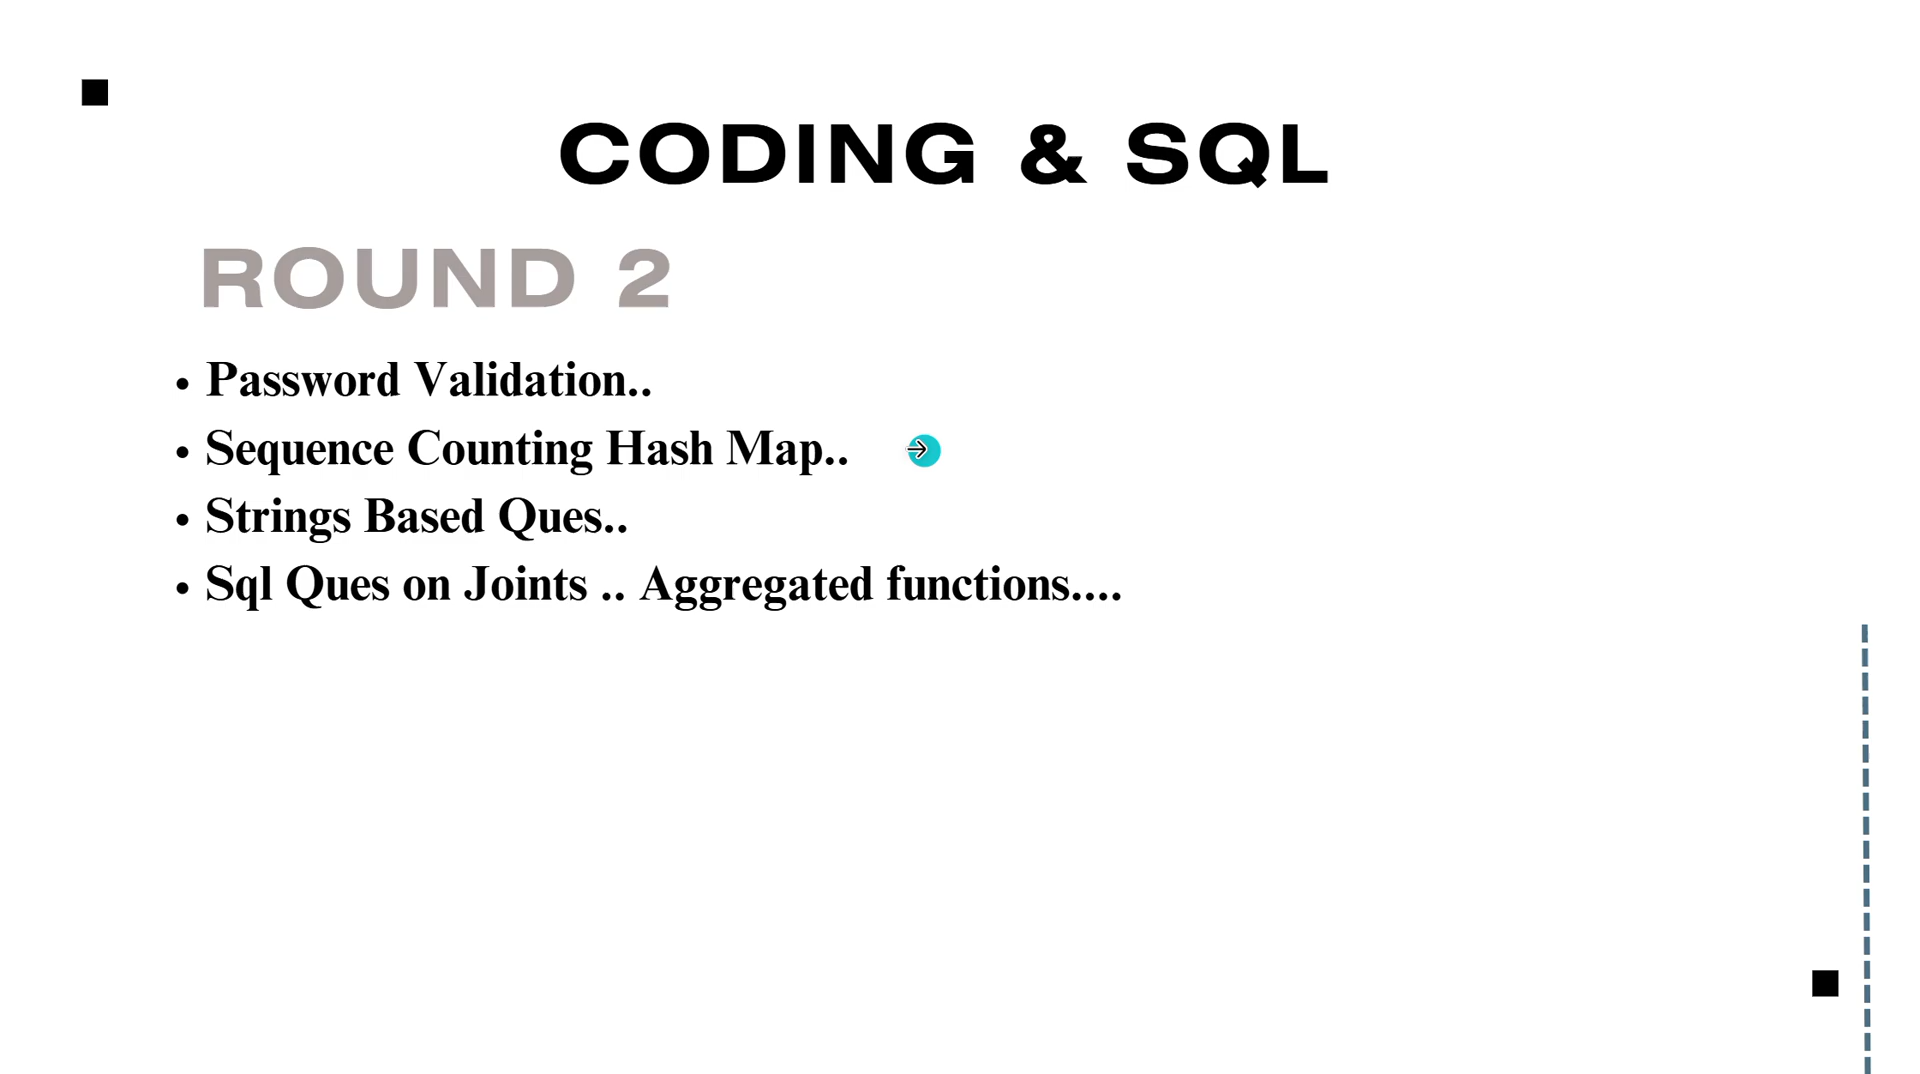 CODING & SQL
ROUND 2
• Password Validation..
• Sequence Counting Hash Map..
• Strings Based Ques..
• Sql Ques on Joints .. Aggregated functions....